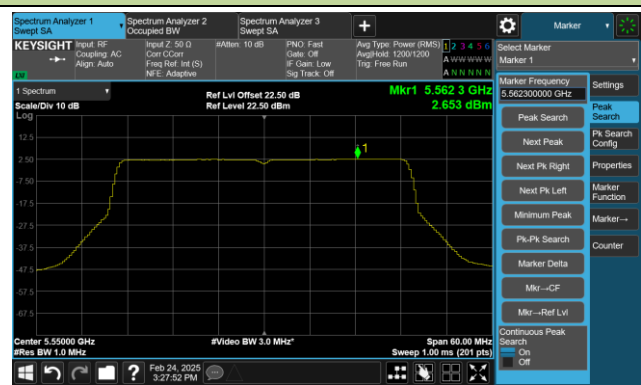 Spectrum Analyzer 1
Swept SA
Spectrum Analyzer 2
Occupied BW
Spectrum Analyzer 3
Swept SA
Marker
KEYSIGHT
Input: RF
Coupling: AC
Align: Auto
Input Z: 50 Ω
Corr CCorr
Freq Ref: Int (S)
NFE: Adaptive
#Atten: 10 dB
PNO: Fast
Gate: Off
IF Gain: Low
Sig Track: Off
Avg Type: Power (RMS)
Avg|Hold: 1200/1200
Trig: Free Run
1 2 3 4 5 6
A W W W W W
A N N N N N
LV
Select Marker
Marker 1
1 Spectrum
Scale/Div 10 dB
Log
Ref Lvl Offset 22.50 dB
Ref Level 22.50 dBm
Mkr1 5.562 3 GHz
2.653 dBm
12.5
2.50
-7.50
-17.5
-27.5
-37.5
-47.5
-57.5
-67.5
1
Center 5.55000 GHz
#Res BW 1.0 MHz
#Video BW 3.0 MHz*
Span 60.00 MHz
Sweep 1.00 ms (201 pts)
Marker Frequency
5.562300000 GHz
Peak Search
Next Peak
Next Pk Right
Next Pk Left
Minimum Peak
Pk-Pk Search
Marker Delta
Mkr→CF
Mkr→Ref Lvl
Continuous Peak
Search
On
Off
Settings
Peak
Search
Pk Search
Config
Properties
Marker
Function
Marker→
Counter
Feb 24, 2025
3:27:52 PM